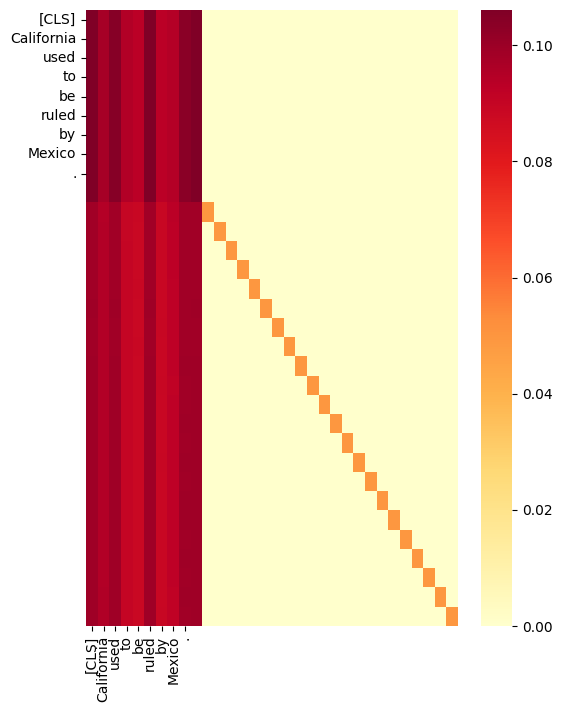 [CLS]
California
used
to
be
ruled
by
Mexico
.
0.10
0.08
0.06
0.04
0.02
0.00
[CLS]
California
used
to
be
ruled
by
Mexico
.